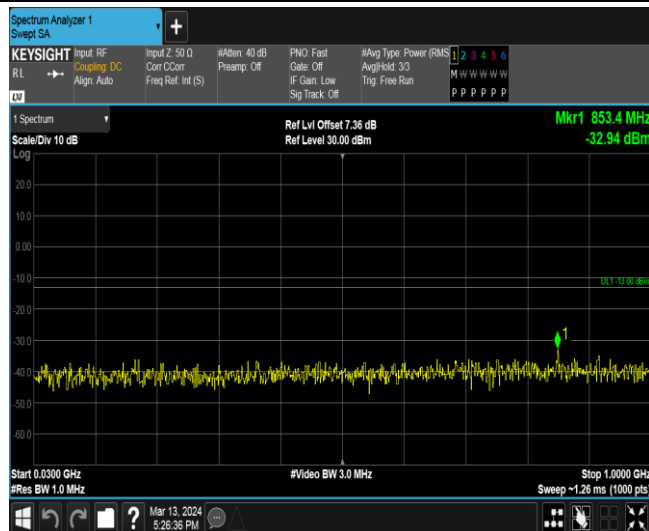 Spectrum Analyzer 1
Swept SA
+
KEYSIGHT
RL
LXI
Input: RF
Coupling: DC
Align: Auto
Input Z: 50 Ω
Corr CCorr
Freq Ref: Int (S)
#Atten: 40 dB
Preamp: Off
PNO: Fast
Gate: Off
IF Gain: Low
Sig Track: Off
#Avg Type: Power (RMS
Avg|Hold: 3/3
Trig: Free Run
1 2 3 4 5 6
M W W W W W
P P P P P P
1 Spectrum
Scale/Div 10 dB
Log
Ref Lvl Offset 7.36 dB
Ref Level 30.00 dBm
Mkr1 853.4 MHz
-32.94 dBm
20.0
10.0
0.00
-10.0
DL1 -13.00 dBm
-20.0
-30.0
1
-40.0
-50.0
-60.0
Start 0.0300 GHz
#Res BW 1.0 MHz
#Video BW 3.0 MHz
Stop 1.0000 GHz
Sweep ~1.26 ms (1000 pts)
?
Mar 13, 2024
5:26:36 PM